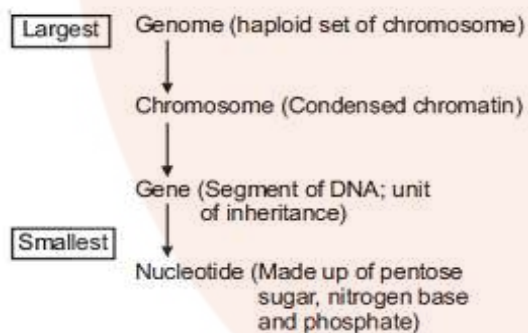 Largest
Genome (haploid set of chromosome)
Chromosome (Condensed chromatin)
Gene (Segment of DNA; unit
of inheritance)
Smallest
Nucleotide (Made up of pentose
sugar, nitrogen base
and phosphate)